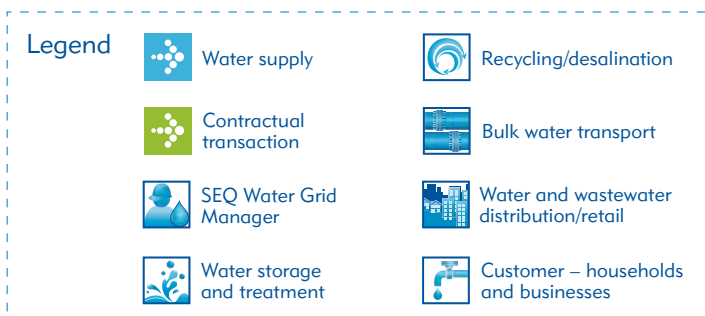 Legend
Water supply
Contractual
transaction
SEQ Water Grid
Manager
Water storage
and treatment
Recycling/desalination
Bulk water transport
Water and wastewater
distribution/retail
Customer – households
and businesses